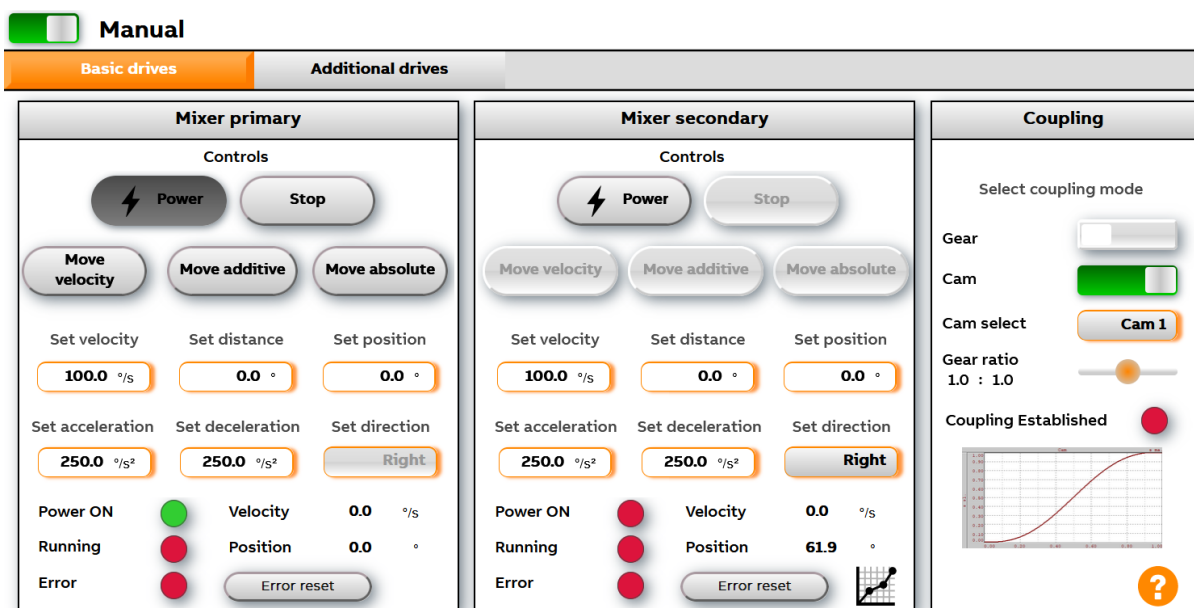 Manual
Basic drives
Additional drives
Mixer primary
Controls
Power
Stop
Move
velocity
Move additive
Move absolute
Set velocity
Set distance
Set position
100.0 °/s
0.0 °
0.0 °
Set acceleration
Set deceleration
Set direction
250.0 °/s²
250.0 °/s²
Right
Power ON
Velocity
0.0 °/s
Running
Position
0.0 °
Error
Error reset
Mixer secondary
Controls
Power
Stop
Move velocity
Move additive
Move absolute
Set velocity
Set distance
Set position
100.0 °/s
0.0 °
0.0 °
Set acceleration
Set deceleration
Set direction
250.0 °/s²
250.0 °/s²
Right
Power ON
Velocity
0.0 °/s
Running
Position
61.9 °
Error
Error reset
Coupling
Select coupling mode
Gear
Cam
Cam select
Cam 1
Gear ratio
1.0 : 1.0
Coupling Established
Cam
?